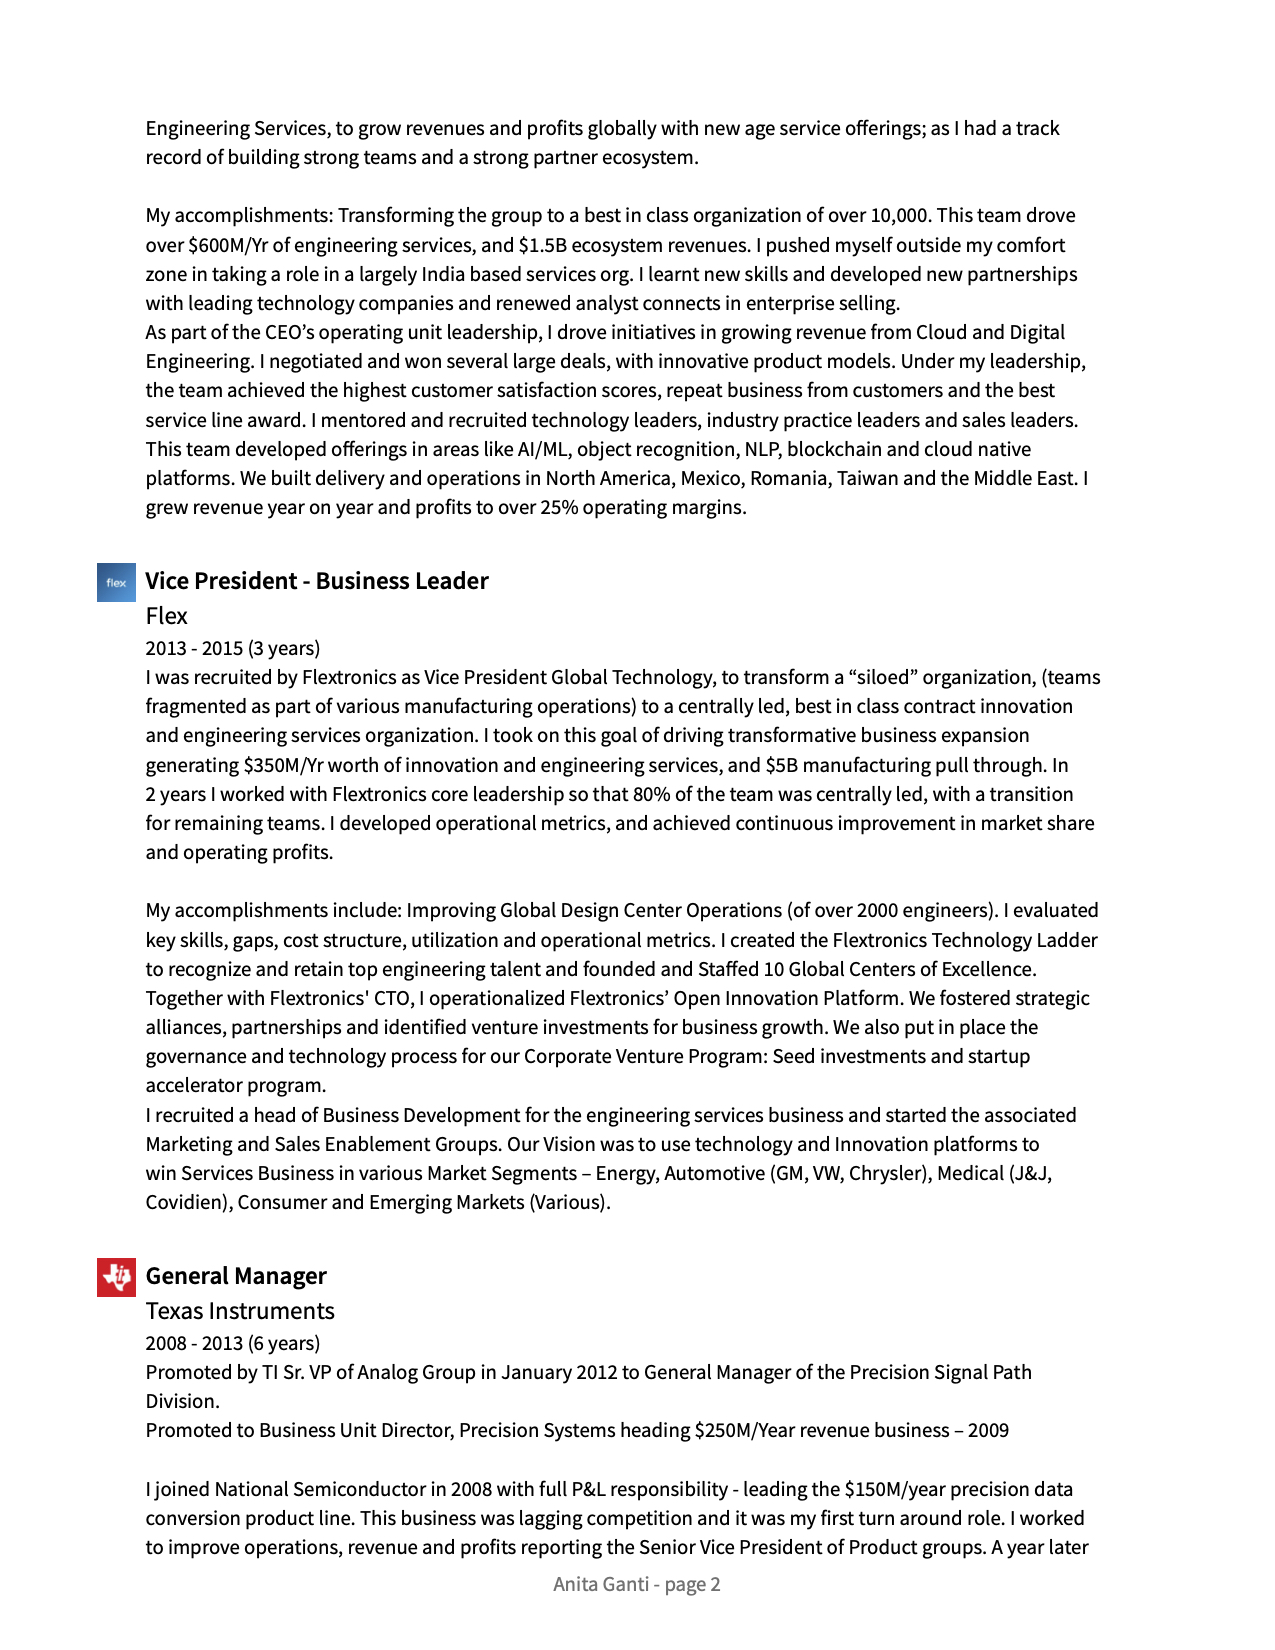 Engineering Services, to grow revenues and profits globally with new age service offerings; as I had a track
record of building strong teams and a strong partner ecosystem.
My accomplishments: Transforming the group to a best in class organization of over 10,000. This team drove
over $600M/Yr of engineering services, and $1.5B ecosystem revenues. I pushed myself outside my comfort
zone in taking a role in a largely India based services org. I learnt new skills and developed new partnerships
with leading technology companies and renewed analyst connects in enterprise selling.
As part of the CEO’s operating unit leadership, I drove initiatives in growing revenue from Cloud and Digital
Engineering. I negotiated and won several large deals, with innovative product models. Under my leadership,
the team achieved the highest customer satisfaction scores, repeat business from customers and the best
service line award. I mentored and recruited technology leaders, industry practice leaders and sales leaders.
This team developed offerings in areas like AI/ML, object recognition, NLP, blockchain and cloud native
platforms. We built delivery and operations in North America, Mexico, Romania, Taiwan and the Middle East. I
grew revenue year on year and profits to over 25% operating margins.
flex
Vice President - Business Leader
Flex
2013 - 2015 (3 years)
I was recruited by Flextronics as Vice President Global Technology, to transform a “siloed” organization, (teams
fragmented as part of various manufacturing operations) to a centrally led, best in class contract innovation
and engineering services organization. I took on this goal of driving transformative business expansion
generating $350M/Yr worth of innovation and engineering services, and $5B manufacturing pull through. In
2 years I worked with Flextronics core leadership so that 80% of the team was centrally led, with a transition
for remaining teams. I developed operational metrics, and achieved continuous improvement in market share
and operating profits.
My accomplishments include: Improving Global Design Center Operations (of over 2000 engineers). I evaluated
key skills, gaps, cost structure, utilization and operational metrics. I created the Flextronics Technology Ladder
to recognize and retain top engineering talent and founded and Staffed 10 Global Centers of Excellence.
Together with Flextronics' CTO, I operationalized Flextronics’ Open Innovation Platform. We fostered strategic
alliances, partnerships and identified venture investments for business growth. We also put in place the
governance and technology process for our Corporate Venture Program: Seed investments and startup
accelerator program.
I recruited a head of Business Development for the engineering services business and started the associated
Marketing and Sales Enablement Groups. Our Vision was to use technology and Innovation platforms to
win Services Business in various Market Segments – Energy, Automotive (GM, VW, Chrysler), Medical (J&J,
Covidien), Consumer and Emerging Markets (Various).
General Manager
Texas Instruments
2008 - 2013 (6 years)
Promoted by TI Sr. VP of Analog Group in January 2012 to General Manager of the Precision Signal Path
Division.
Promoted to Business Unit Director, Precision Systems heading $250M/Year revenue business – 2009
I joined National Semiconductor in 2008 with full P&L responsibility - leading the $150M/year precision data
conversion product line. This business was lagging competition and it was my first turn around role. I worked
to improve operations, revenue and profits reporting the Senior Vice President of Product groups. A year later
Anita Ganti - page 2